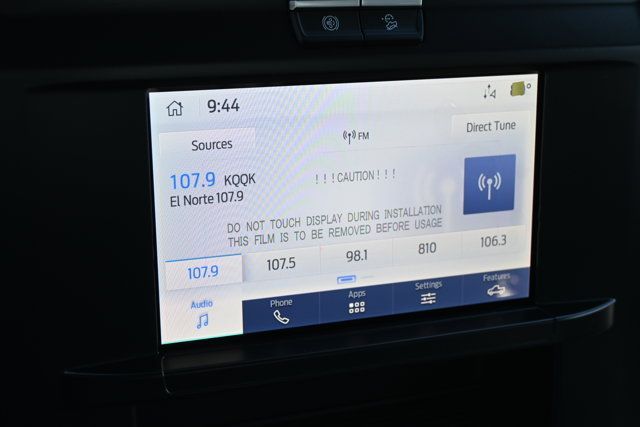 9:44
Sources
FM
Direct Tune
107.9 KQQK
El Norte 107.9
!!!CAUTION!!!
DO NOT TOUCH DISPLAY DURING INSTALLATION
THIS FILM IS TO BE REMOVED BEFORE USAGE
107.9 107.5 98.1 810 106.3
Audio Phone Apps Settings Features